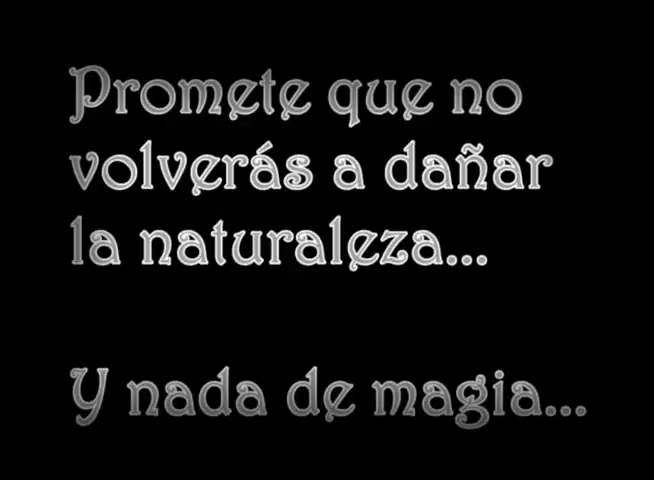 Promete que no
volverás a dañar
la naturaleza...
Y nada de magia...